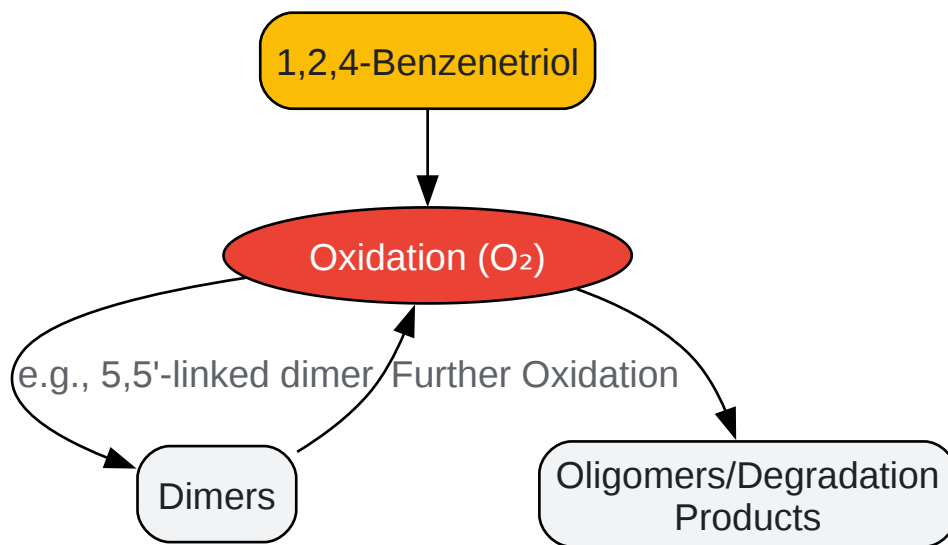 1,2,4-Benzenetriol
Oxidation (O₂)
e.g., 5,5'-linked dimer
Further Oxidation
Dimers
Oligomers/Degradation
Products